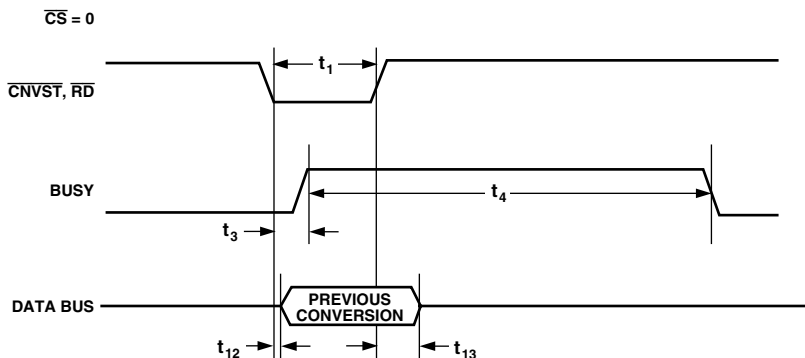 CS = 0
t1
CNVST, RD
BUSY
t4
t3
DATA BUS
PREVIOUS
CONVERSION
t12
t13